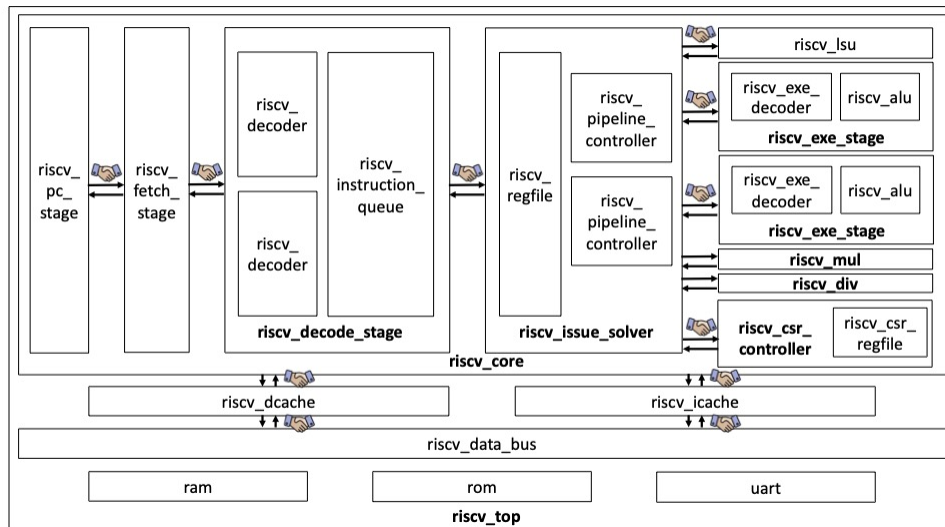 riscv_
pc_
stage
riscv_
fetch_
stage
riscv_
decoder
riscv_
decoder
riscv_
instruction_
queue
riscv_decode_stage
riscv_
regfile
riscv_
pipeline_
controller
riscv_
pipeline_
controller
riscv_issue_solver
riscv_lsu
riscv_exe_
decoder
riscv_alu
riscv_exe_stage
riscv_exe_
decoder
riscv_alu
riscv_exe_stage
riscv_mul
riscv_div
riscv_csr_
controller
riscv_csr_
regfile
riscv_core
riscv_dcache
riscv_icache
riscv_data_bus
ram
rom
uart
riscv_top